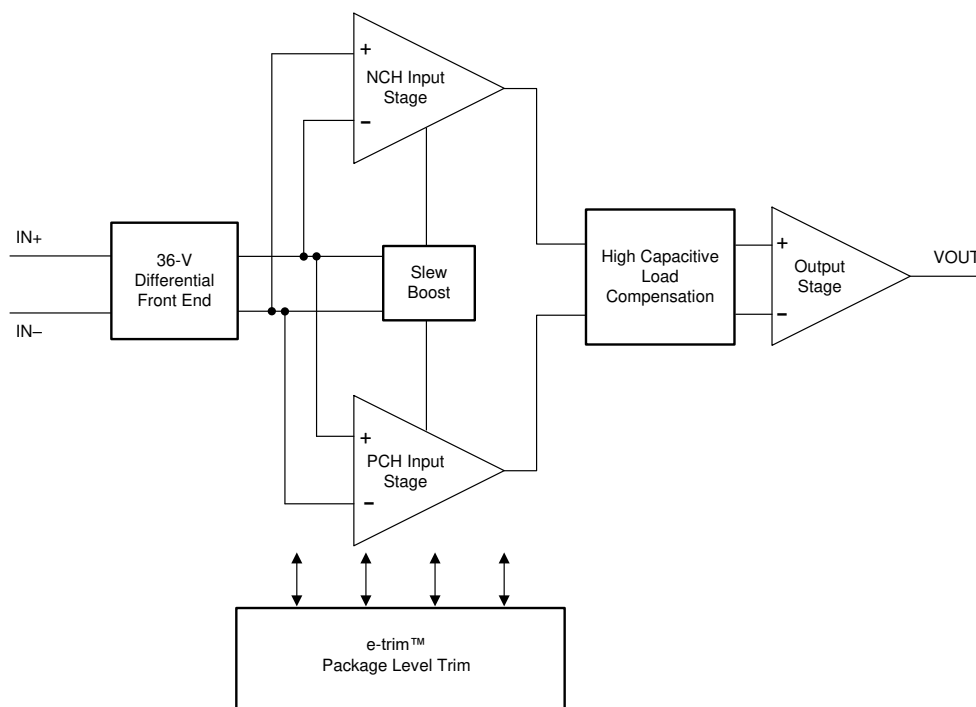 +
NCH Input
Stage
−
IN+
IN−
36-V
Differential
Front End
Slew
Boost
High Capacitive
Load
Compensation
+
Output
Stage
−
VOUT
+
PCH Input
Stage
−
e-trim™
Package Level Trim